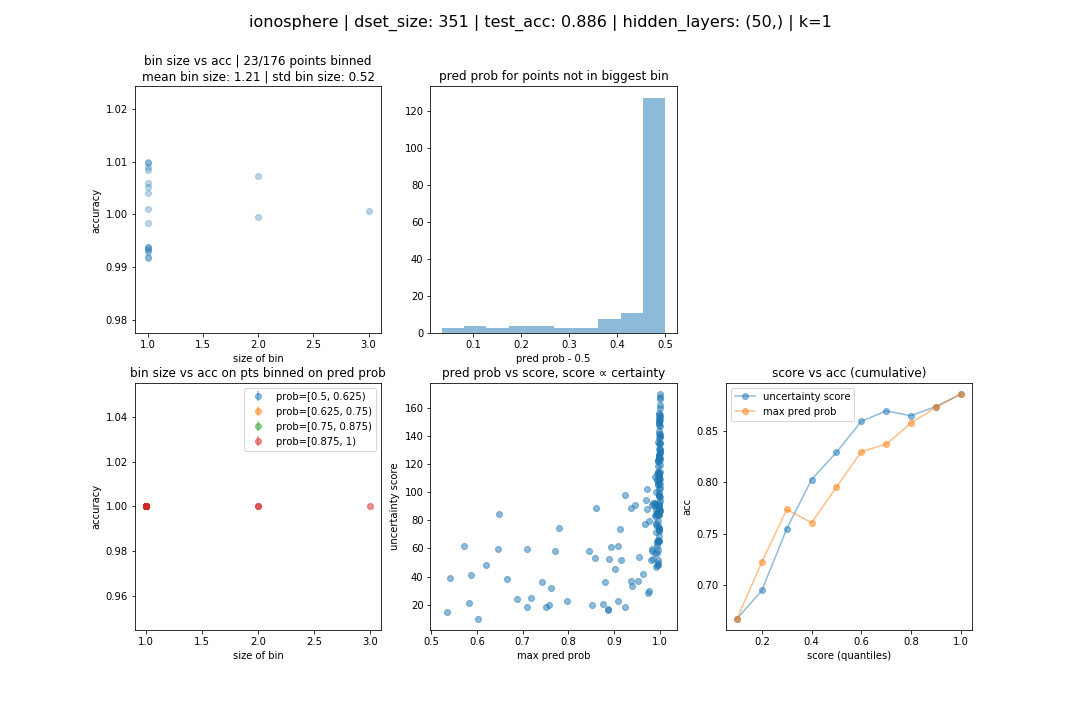 ionosphere | dset_size: 351 | test_acc: 0.886 | hidden_layers: (50,) | k=1
bin size vs acc | 23/176 points binned
mean bin size: 1.21 | std bin size: 0.52
1.02
1.01
1.00
0.99
0.98
accuracy
1.0
1.5
2.0
2.5
3.0
size of bin
pred prob for points not in biggest bin
120
100
80
60
40
20
0
0.1
0.2
0.3
0.4
0.5
pred prob - 0.5
bin size vs acc on pts binned on pred prob
prob=[0.5, 0.625)
prob=[0.625, 0.75)
prob=[0.75, 0.875)
prob=[0.875, 1)
1.04
1.02
1.00
0.98
0.96
accuracy
1.0
1.5
2.0
2.5
3.0
size of bin
pred prob vs score, score ∝ certainty
160
140
120
100
80
60
40
20
uncertainty score
0.5
0.6
0.7
0.8
0.9
1.0
max pred prob
score vs acc (cumulative)
uncertainty score
max pred prob
0.85
0.80
0.75
0.70
acc
0.2
0.4
0.6
0.8
1.0
score (quantiles)